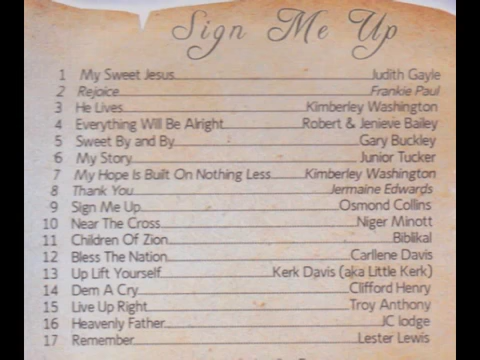 Sign Me Up
1 My Sweet Jesus Judith Gayle
2 Rejoice Frankie Paul
3 He Lives Kimberley Washington
4 Everything Will Be Alright Robert & Jenieve Bailey
5 Sweet By and By Gary Buckley
6 My Story Junior Tucker
7 My Hope Is Built On Nothing Less Kimberley Washington
8 Thank You Jermaine Edwards
9 Sign Me Up Osmond Collins
10 Near The Cross Niger Minott
11 Children Of Zion Biblikal
12 Bless The Nation Carllene Davis
13 Up Lift Yourself Kerk Davis (aka Little Kerk)
14 Dem A Cry Clifford Henry
15 Live Up Right Troy Anthony
16 Heavenly Father JC lodge
17 Remember Lester Lewis